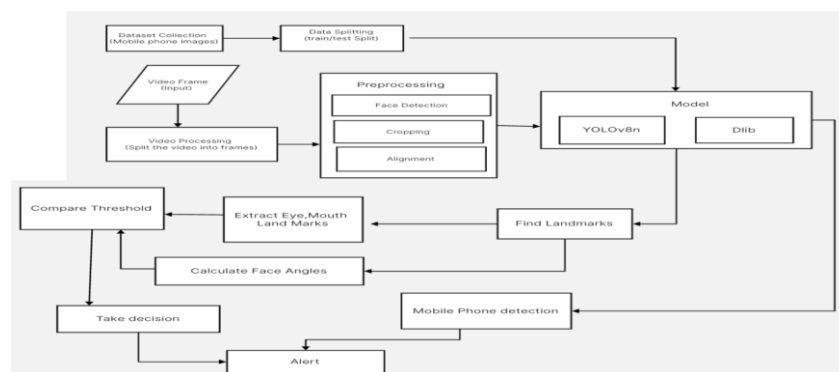 Dataset Collection
(Mobile phone images)
Data Splitting
(train/test Split)
Video Frame
(Input)
Video Processing
(Split the video into frames)
Preprocessing
Face Detection
Cropping
Alignment
Model
YOLOv8n
Dlib
Compare Threshold
Extract Eye,Mouth
Land Marks
Find Landmarks
Calculate Face Angles
Take decision
Mobile Phone detection
Alert